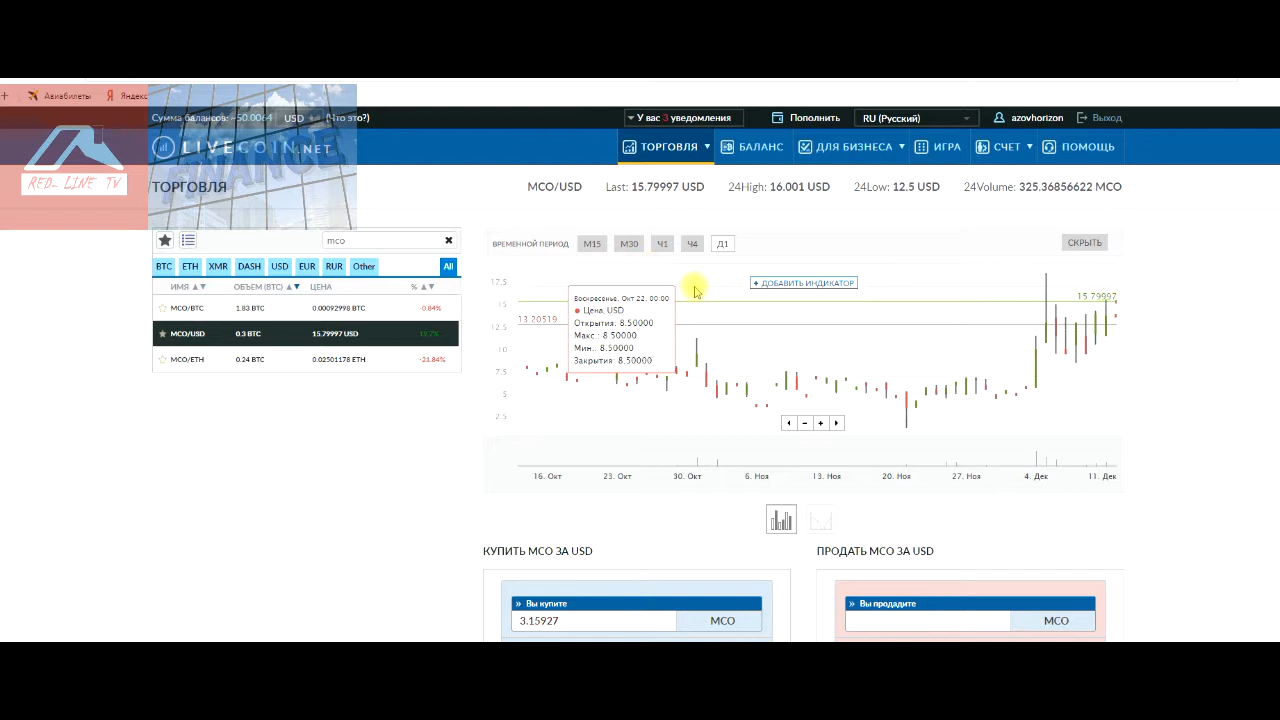 + Авиабилеты Яндекс
Сумма балансов: ~50.0064 USD (Что это?)
У вас 3 уведомления
Пополнить
RU (Русский)
azovhorizon
Выход
RED-LINE TV
FINANCE
LIVECOIN.NET
ТОРГОВЛЯ
БАЛАНС
ДЛЯ БИЗНЕСА
ИГРА
СЧЕТ
ПОМОЩЬ
ТОРГОВЛЯ
MCO/USD Last: 15.79997 USD 24High: 16.001 USD 24Low: 12.5 USD 24Volume: 325.36856622 MCO
mco
BTC ETH XMR DASH USD EUR RUR Other All
ИМЯ ОБЪЕМ (BTC) ЦЕНА %
MCO/BTC 1.83 BTC 0.00092998 BTC -0.84%
MCO/USD 0.3 BTC 15.79997 USD
MCO/ETH 0.24 BTC 0.02501178 ETH -21.84%
ВРЕМЕННОЙ ПЕРИОД M15 M30 Ч1 Ч4 Д1
СКРЫТЬ
+ ДОБАВИТЬ ИНДИКАТОР
17.5
15
12.5
10
7.5
5
2.5
13.20519
15.79997
Воскресенье, Окт 22, 00:00
Цена, USD
Открытия: 8.50000
Макс.: 8.50000
Мин.: 8.50000
Закрытия: 8.50000
16. Окт 23. Окт 30. Окт 6. Ноя 13. Ноя 20. Ноя 27. Ноя 4. Дек 11. Дек
КУПИТЬ MCO ЗА USD
» Вы купите
3.15927 MCO
ПРОДАТЬ MCO ЗА USD
» Вы продадите
MCO